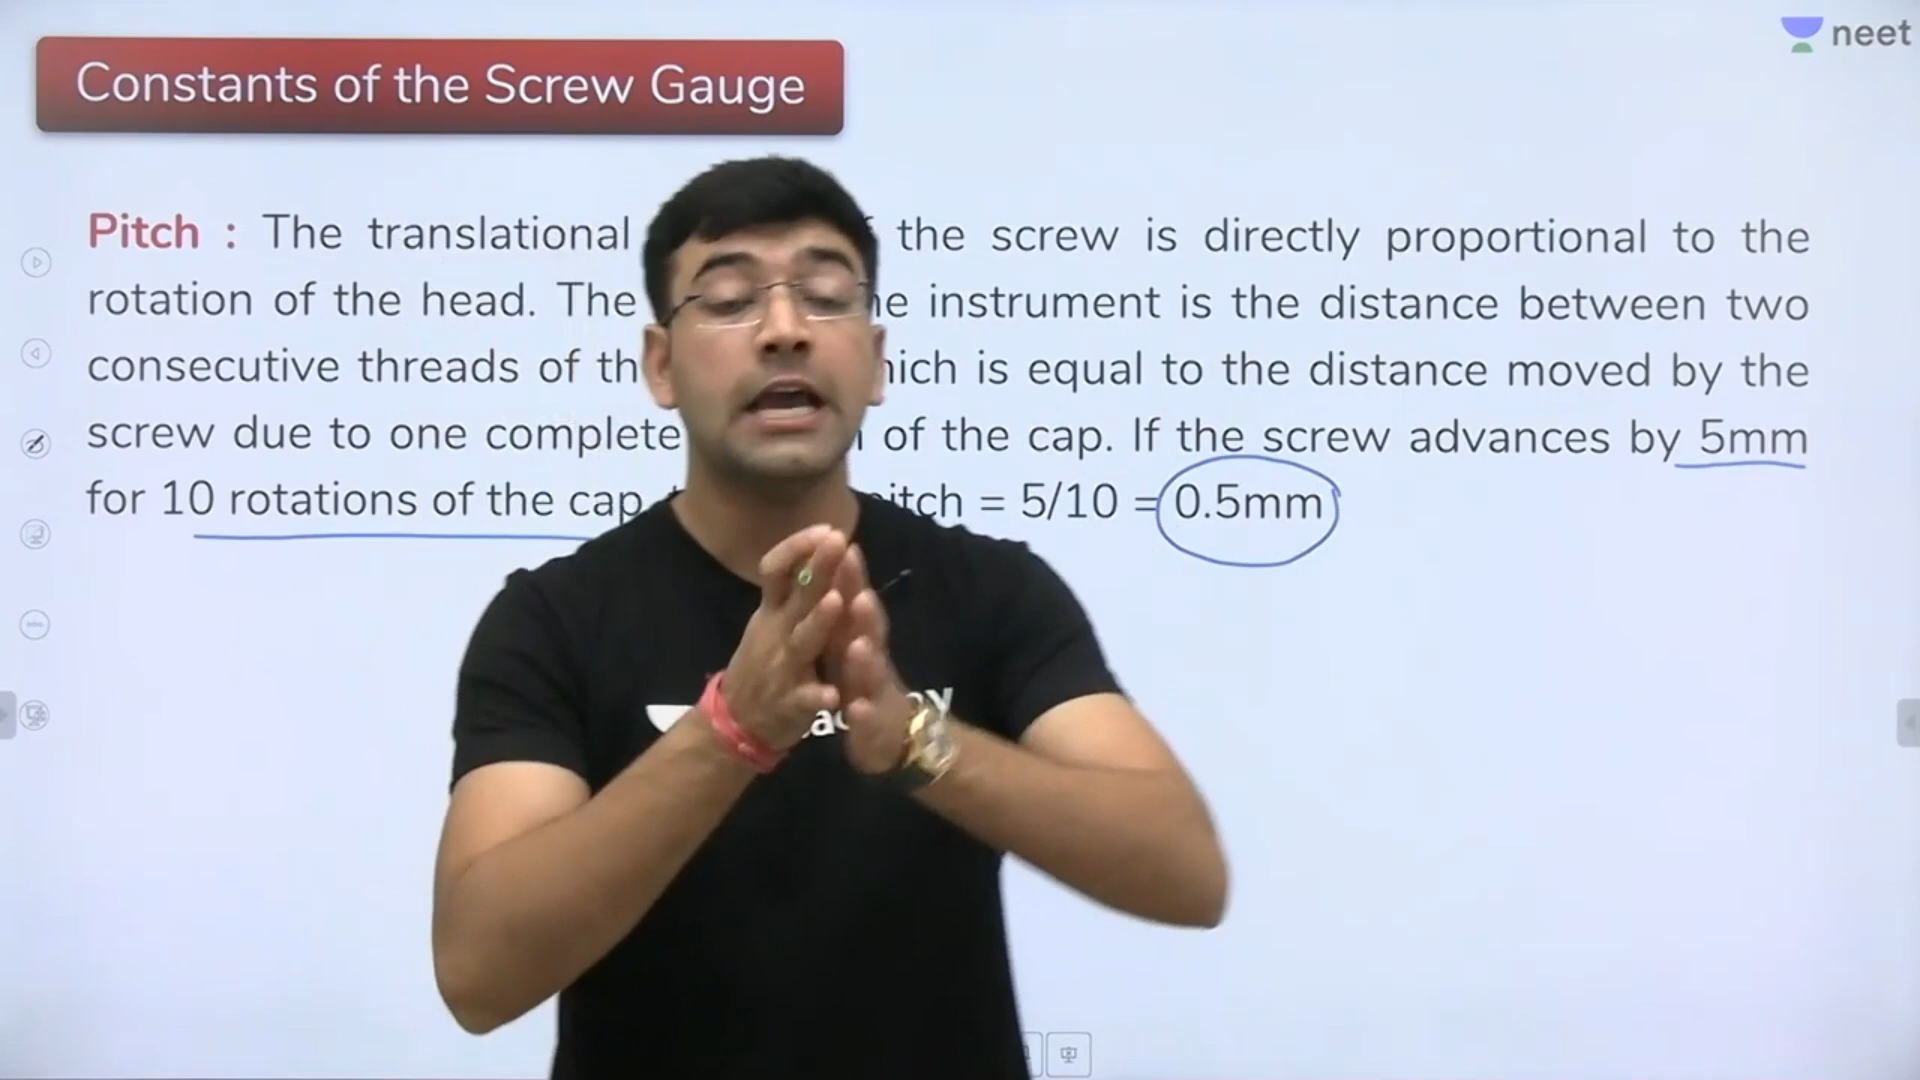 neet
Constants of the Screw Gauge
Pitch : The translational the screw is directly proportional to the
rotation of the head. The instrument is the distance between two
consecutive threads of is equal to the distance moved by the
screw due to one complete of the cap. If the screw advances by 5mm
for 10 rotations of the cap = 5/10 = 0.5mm